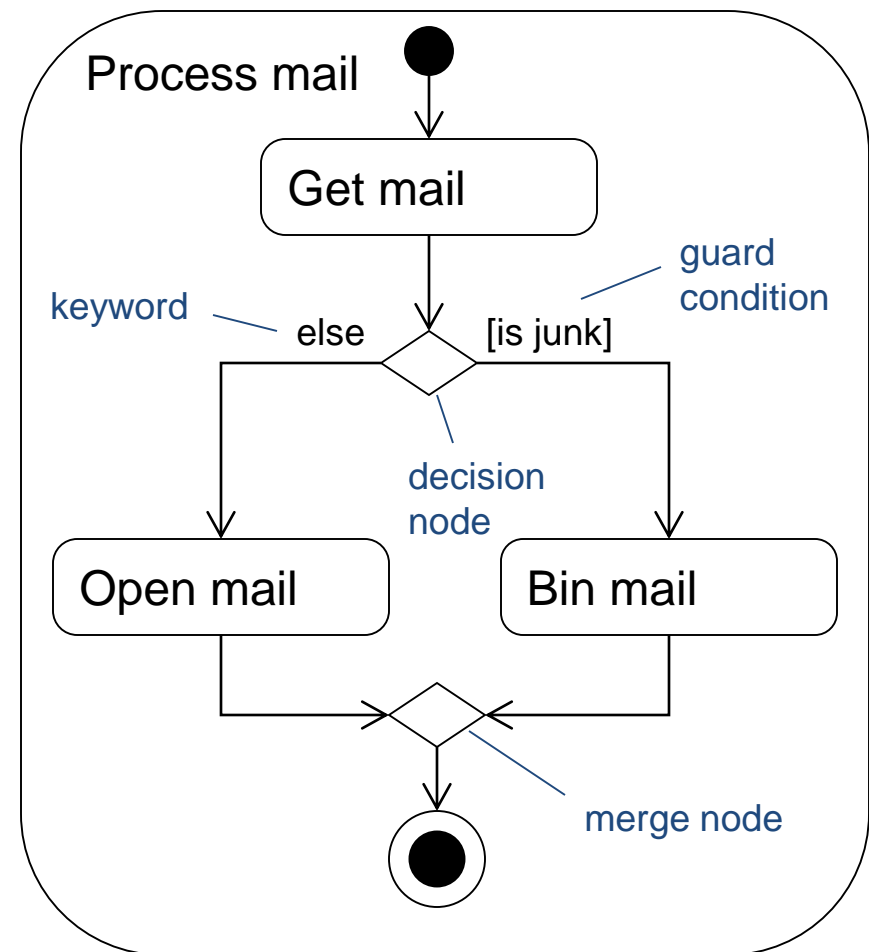 Process mail
Get mail
guard
condition
keyword
else
[is junk]
decision
node
Open mail
Bin mail
merge node